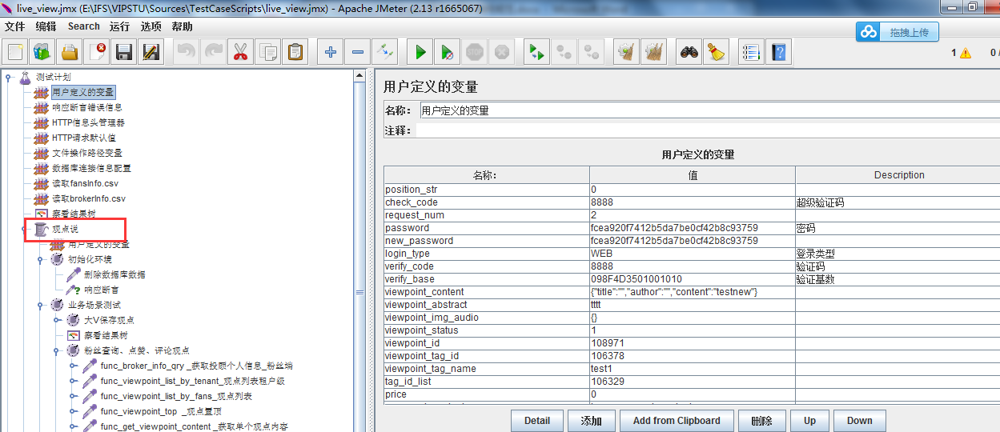 live_view.jmx (E:\IFS\VIPSTU\Sources\TestCaseScripts\live_view.jmx) - Apache JMeter (2.13 r1665067)
文件 编辑 Search 运行 选项 帮助
拖拽上传
1 0/
测试计划
用户定义的变量
响应断言错误信息
HTTP信息头管理器
HTTP请求默认值
文件操作路径变量
数据库连接信息配置
读取fansInfo.csv
读取brokerInfo.csv
察看结果树
观点说
用户定义的变量
初始化环境
删除数据库数据
响应断言
业务场景测试
大V保存观点
察看结果树
粉丝查询、点赞、评论观点
func_broker_info_qry _获取投顾个人信息_粉丝端
func_viewpoint_list_by_tenant_观点列表租户级
func_viewpoint_list_by_fans_观点列表
func_viewpoint_top _观点置顶
func_get_viewpoint_content _获取单个观点内容
用户定义的变量
名称： 用户定义的变量
注释：
用户定义的变量
名称： 值 Description
position_str 0
check_code 8888 超级验证码
request_num 2
password fcea920f7412b5da7be0cf42b8c93759 密码
new_password fcea920f7412b5da7be0cf42b8c93759
login_type WEB 登录类型
verify_code 8888 验证码
verify_base 098F4D3501001010 验证基数
viewpoint_content {"title":"","author":"","content":"testnew"}
viewpoint_abstract tttt
viewpoint_img_audio {}
viewpoint_status 1
viewpoint_id 108971
viewpoint_tag_id 106378
viewpoint_tag_name test1
tag_id_list 106329
price 0
Detail 添加 Add from Clipboard 删除 Up Down